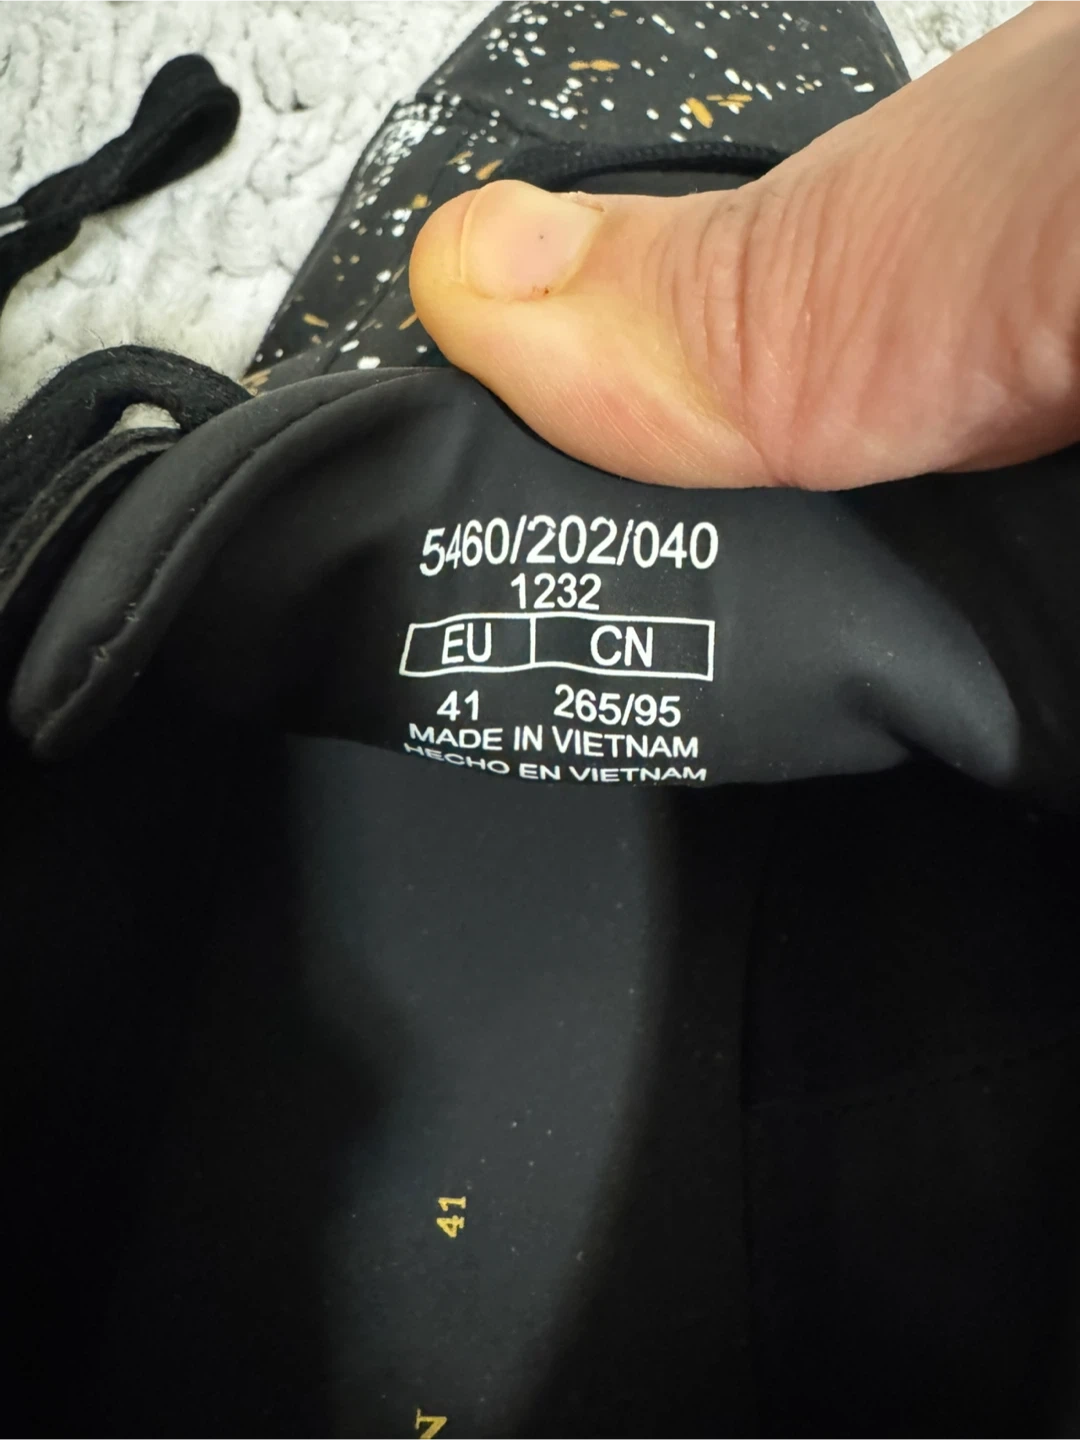 5460/202/040
1232
EU CN
41 265/95
MADE IN VIETNAM
HECHO EN VIETNAM
41